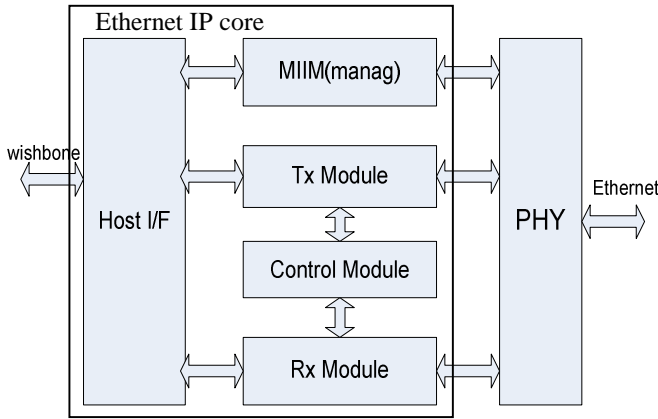 Ethernet IP core
MIIM(manag)
wishbone
Tx Module
Ethernet
Host I/F
PHY
Control Module
Rx Module